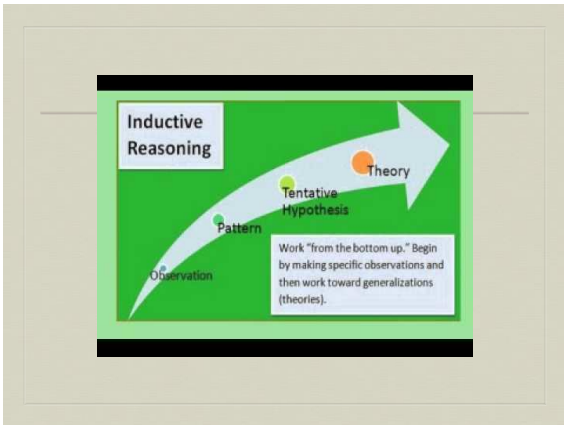 Inductive
Reasoning
Theory
Tentative
Hypothesis
Pattern
Observation
Work "from the bottom up." Begin
by making specific observations and
then work toward generalizations
(theories).